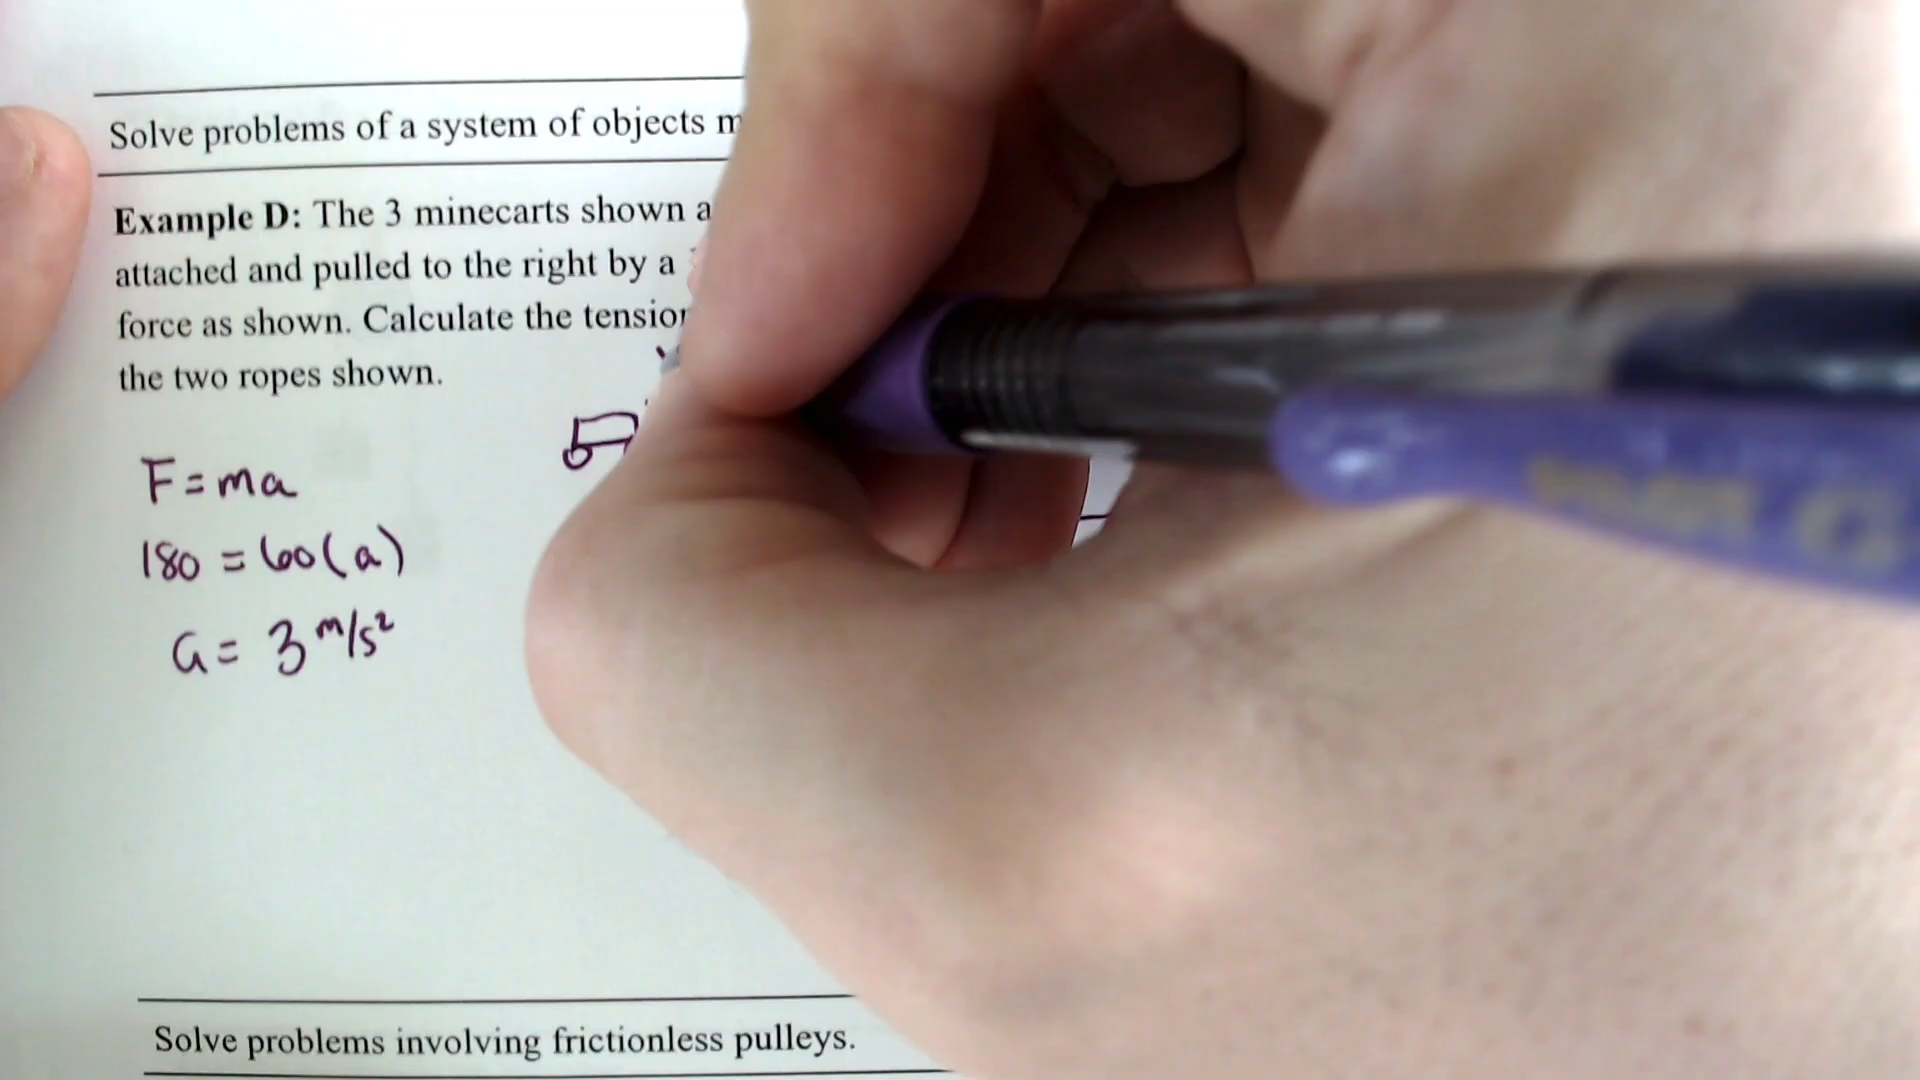 Solve problems of a system of objects
Example D: The 3 minecarts shown
attached and pulled to the right by a
force as shown. Calculate the tension
the two ropes shown.
F = ma
180 = 60(a)
a = 3 m/s²
Solve problems involving frictionless pulleys.